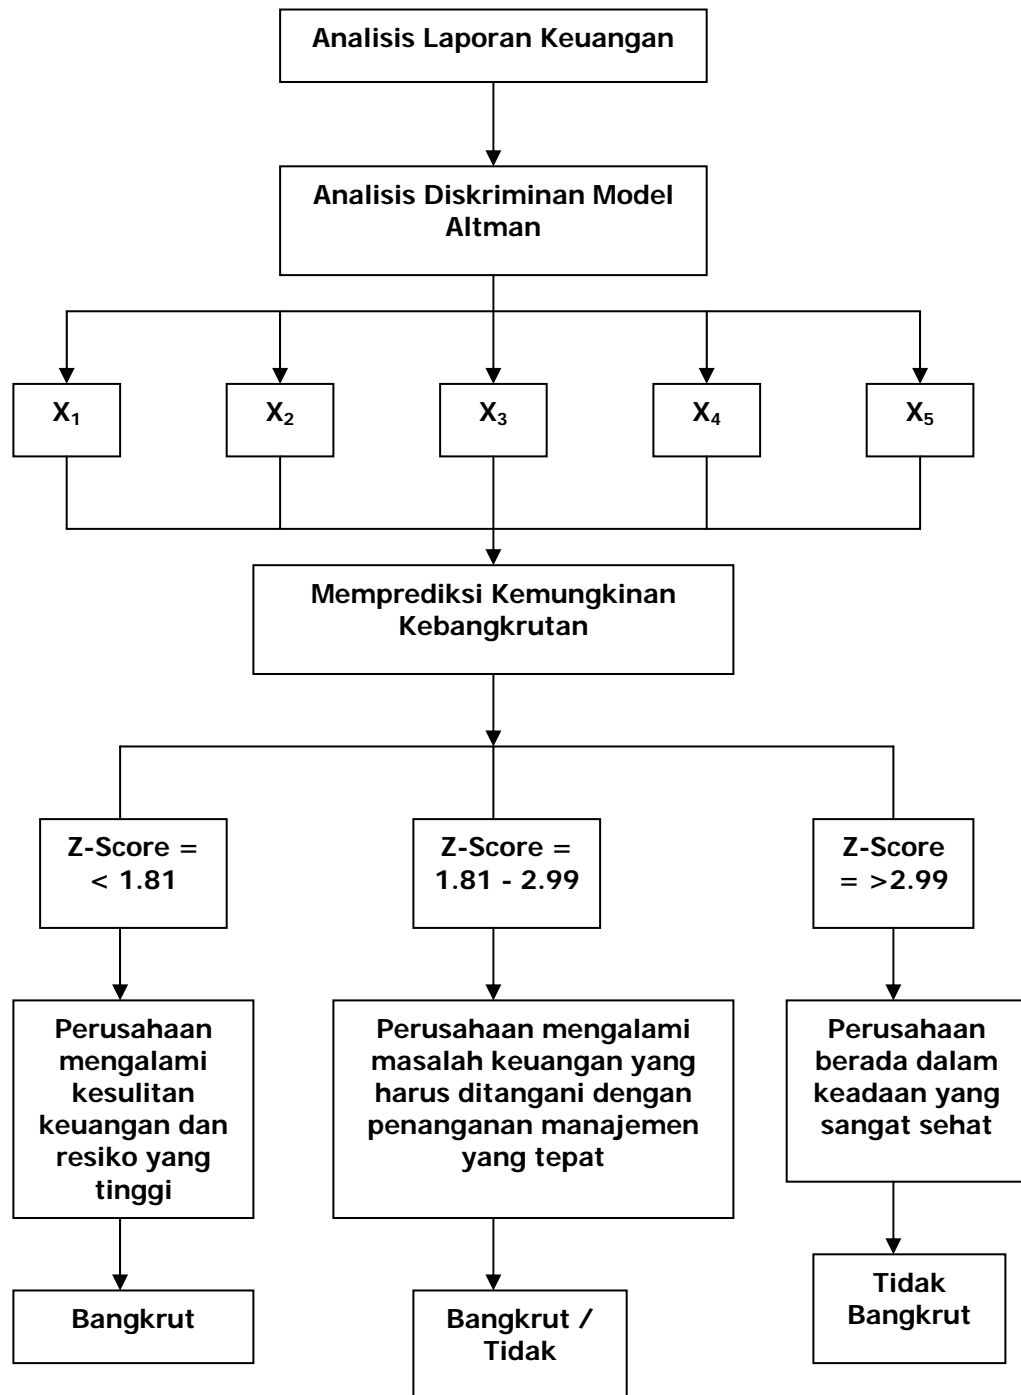 Analisis Laporan Keuangan
Analisis Diskriminan Model
Altman
X₁
X₂
X₃
X₄
X₅
Memprediksi Kemungkinan
Kebangkrutan
Z-Score =
< 1.81
Z-Score =
1.81 - 2.99
Z-Score
= >2.99
Perusahaan
mengalami
kesulitan
keuangan dan
resiko yang
tinggi
Perusahaan mengalami
masalah keuangan yang
harus ditangani dengan
penanganan manajemen
yang tepat
Perusahaan
berada dalam
keadaan yang
sangat sehat
Bangkrut
Bangkrut /
Tidak
Tidak
Bangkrut